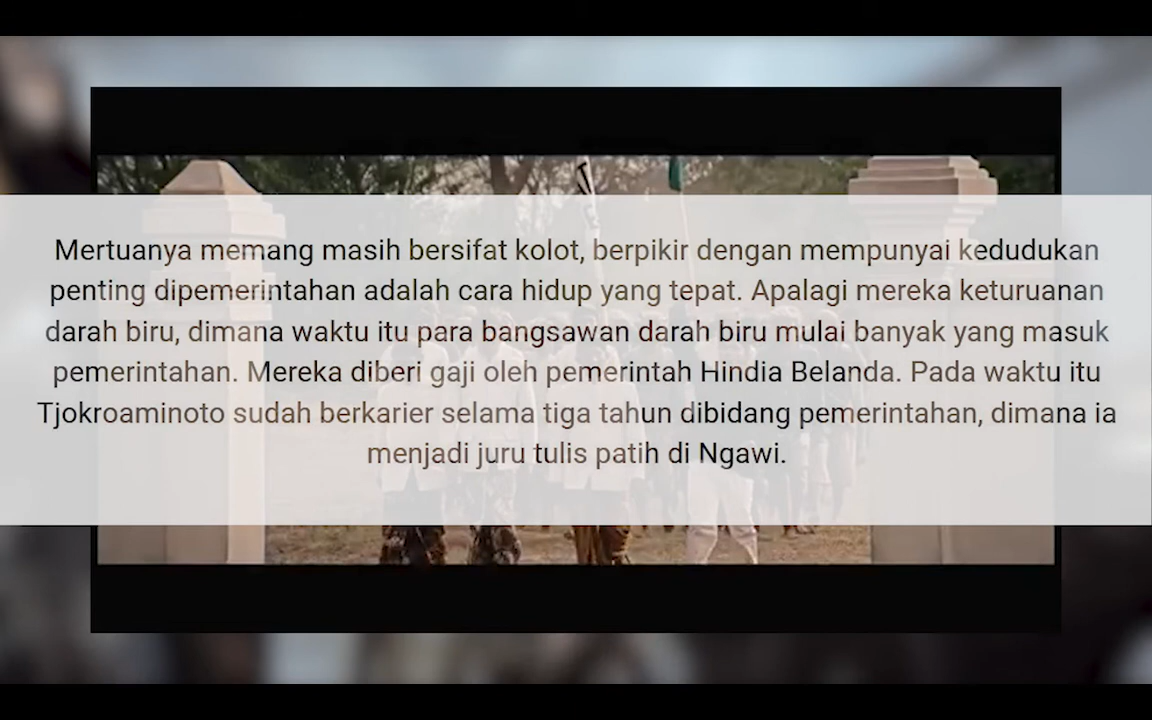 Mertuanya memang masih bersifat kolot, berpikir dengan mempunyai kedudukan
penting dipemerintahan adalah cara hidup yang tepat. Apalagi mereka keturuanan
darah biru, dimana waktu itu para bangsawan darah biru mulai banyak yang masuk
pemerintahan. Mereka diberi gaji oleh pemerintah Hindia Belanda. Pada waktu itu
Tjokroaminoto sudah berkarier selama tiga tahun dibidang pemerintahan, dimana ia
menjadi juru tulis patih di Ngawi.